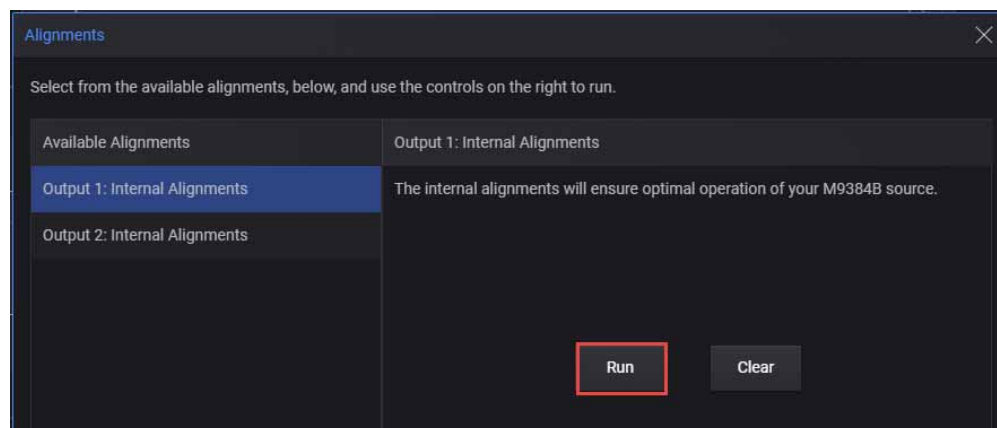 Alignments
Select from the available alignments, below, and use the controls on the right to run.
Available Alignments
Output 1: Internal Alignments
Output 1: Internal Alignments
The internal alignments will ensure optimal operation of your M9384B source.
Output 2: Internal Alignments
Run
Clear